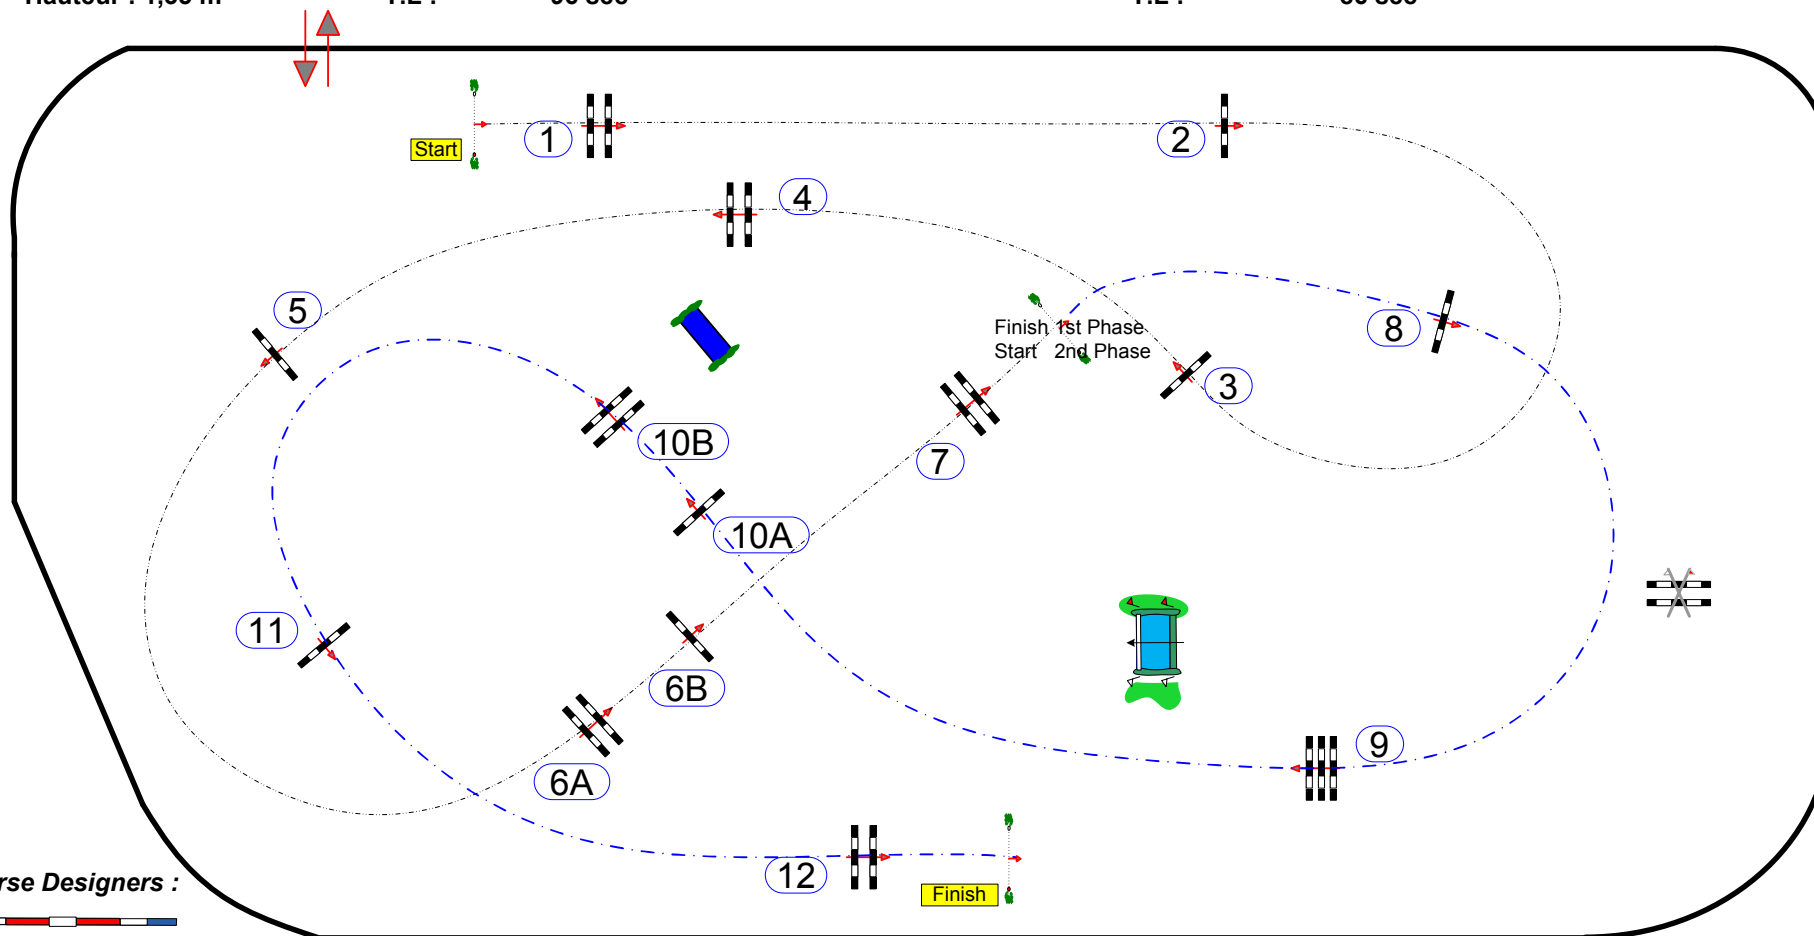 Start
1
2
4
5
Finish 1st Phase
Start 2nd Phase
8
3
10B
7
10A
11
6B
9
6A
12
Finish
rse Designers :